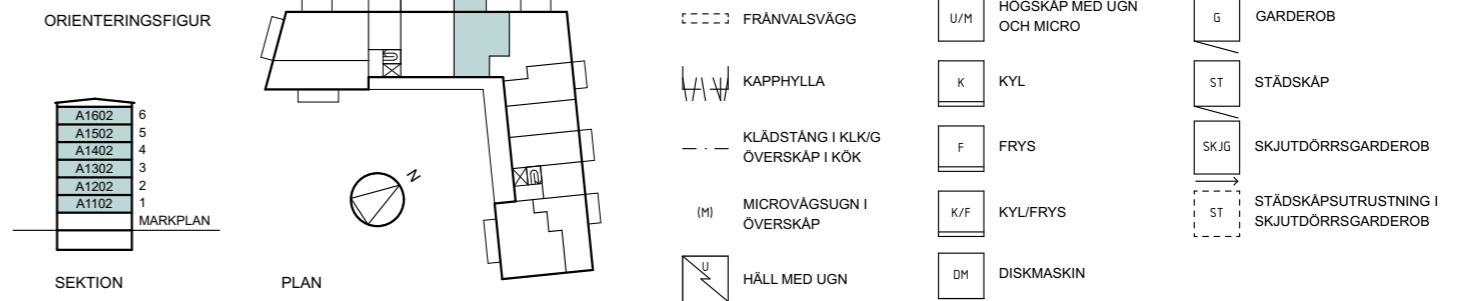 ORIENTERINGSFIGUR
A1602 6
A1502 5
A1402 4
A1302 3
A1202 2
A1102 1
MARKPLAN
SEKTION
N
PLAN
FRÅNVALSVÄGG
KAPPHYLLA
KLÄDSTÅNG I KLK/G
ÖVERSKÅP I KÖK
(M) MICROVÅGSUGN I
ÖVERSKÅP
U HÄLL MED UGN
U/M HÖGSKÅP MED UGN
OCH MICRO
K KYL
F FRYS
K/F KYL/FRYS
DM DISKMASKIN
G GARDEROB
ST STÄDSKÅP
SKJG SKJUTDÖRRSGARDEROB
ST STÄDSKÅPSUTRUSTNING I
SKJUTDÖRRSGARDEROB